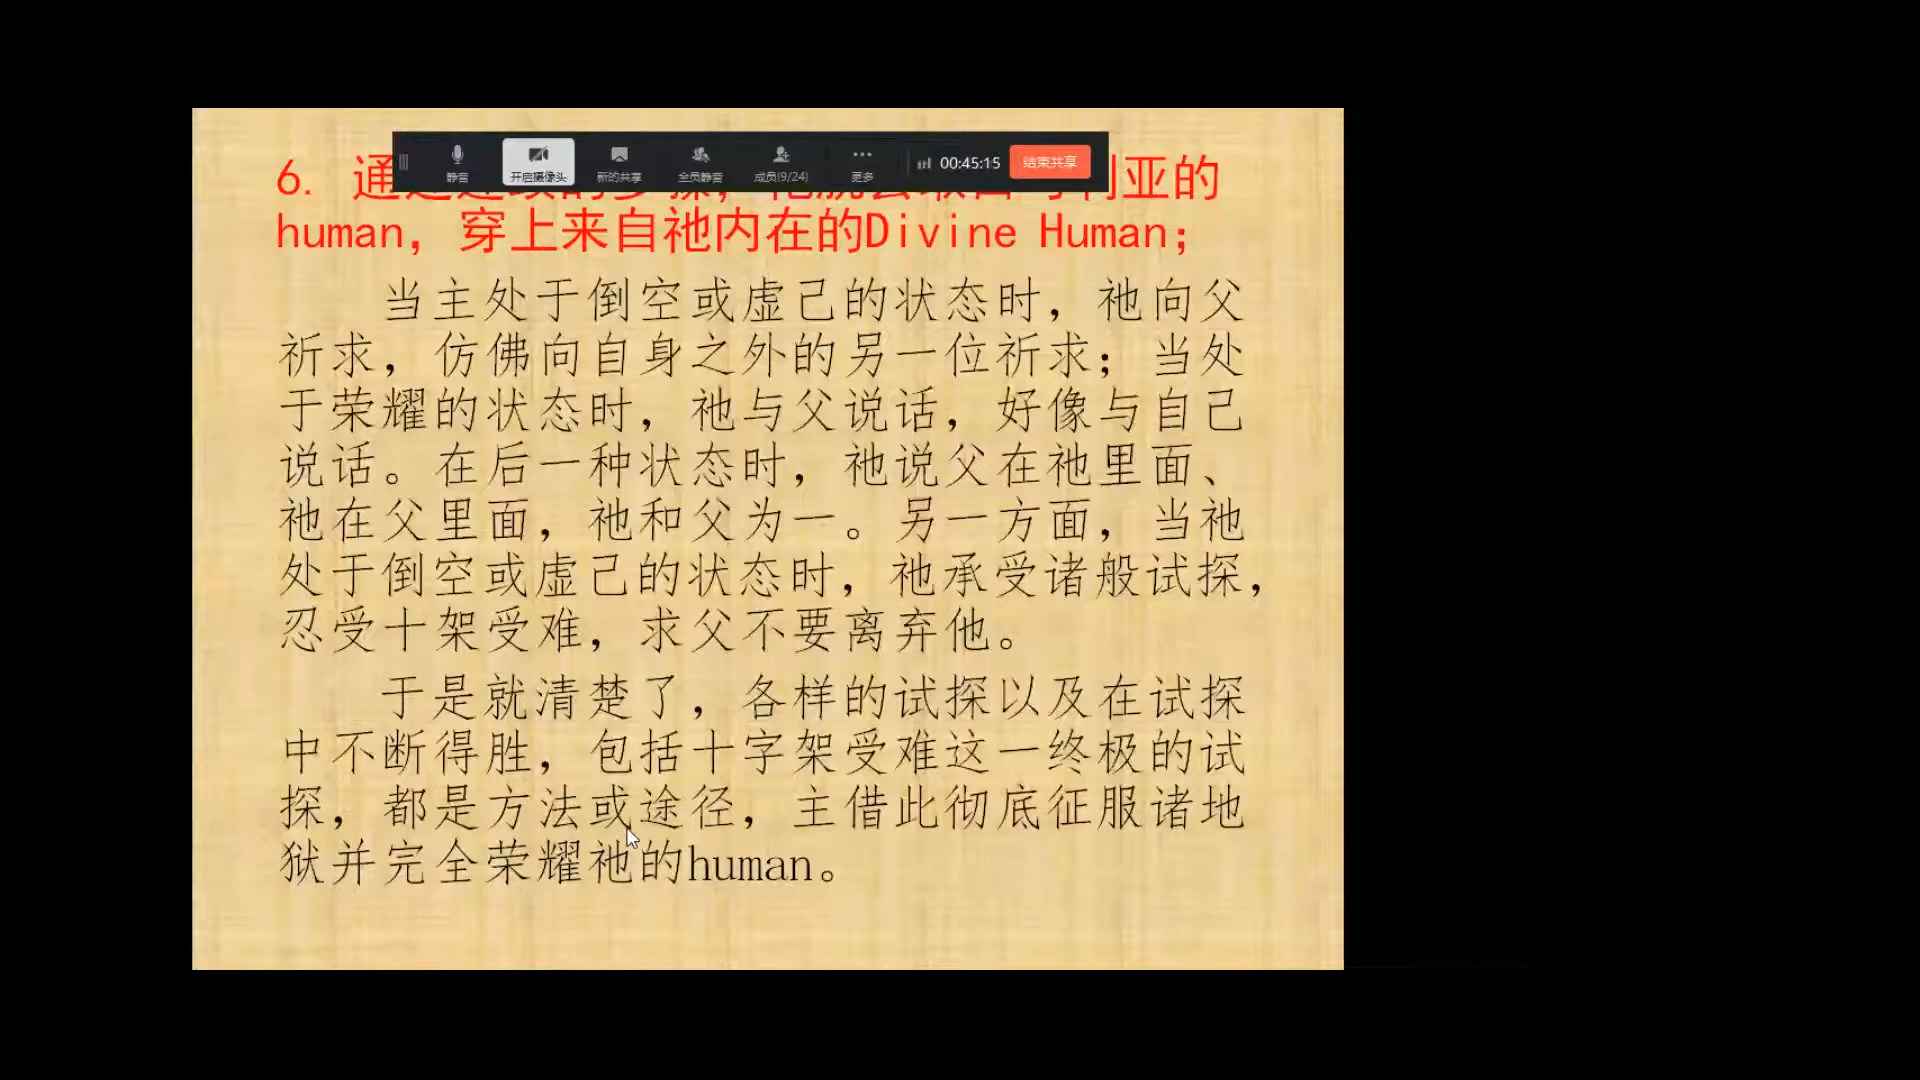 静音 开启摄像头 新的共享 全员静音 成员(9/24) 更多 00:45:15 结束共享
6. 通 利亚的
human，穿上来自祂内在的Divine Human；
当主处于倒空或虚己的状态时，祂向父
祈求，仿佛向自身之外的另一位祈求；当处
于荣耀的状态时，祂与父说话，好像与自己
说话。在后一种状态时，祂说父在祂里面、
祂在父里面，祂和父为一。另一方面，当祂
处于倒空或虚己的状态时，祂承受诸般试探，
忍受十架受难，求父不要离弃他。
于是就清楚了，各样的试探以及在试探
中不断得胜，包括十字架受难这一终极的试
探，都是方法或途径，主借此彻底征服诸地
狱并完全荣耀祂的human。